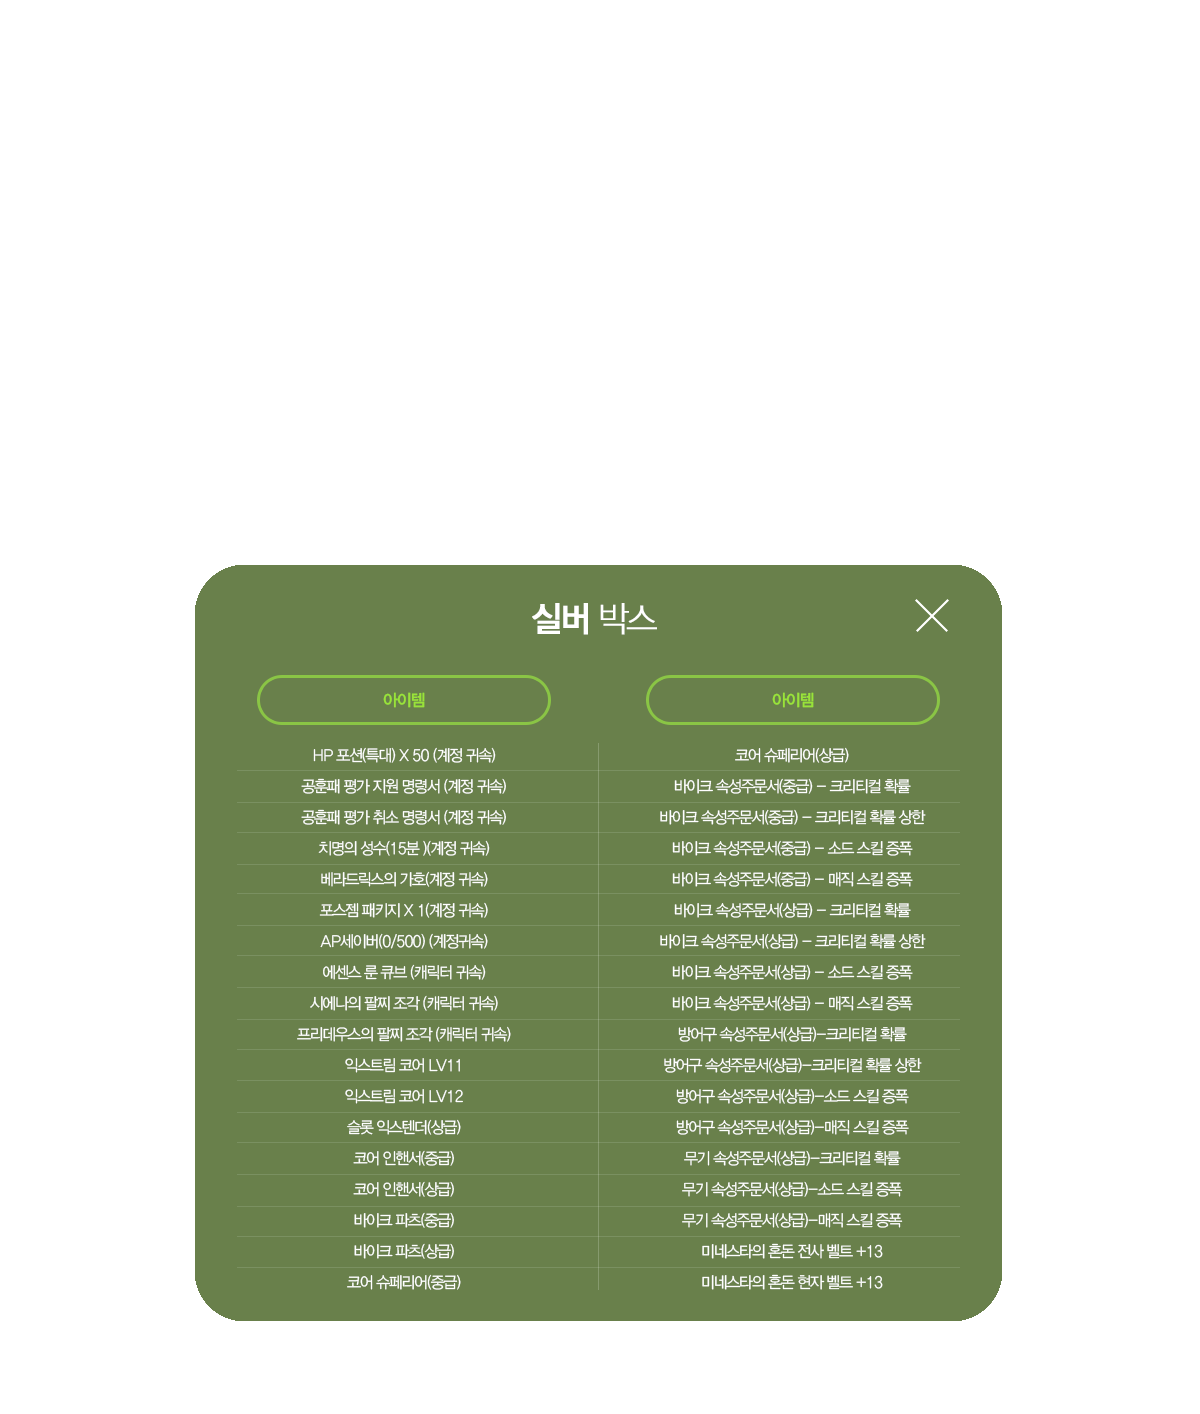 실버 박스
아이템 아이템
HP 포션(특대) X 50 (계정 귀속) 코어 슈페리어(상급)
공훈패 평가 지원 명령서 (계정 귀속) 바이크 속성주문서(중급) - 크리티컬 확률
공훈패 평가 취소 명령서 (계정 귀속) 바이크 속성주문서(중급) - 크리티컬 확률 상한
치명의 성수(15분 )(계정 귀속) 바이크 속성주문서(중급) - 소드 스킬 증폭
베라드릭스의 가호(계정 귀속) 바이크 속성주문서(중급) - 매직 스킬 증폭
포스젬 패키지 X 1(계정 귀속) 바이크 속성주문서(상급) - 크리티컬 확률
AP세이버(0/500) (계정귀속) 바이크 속성주문서(상급) - 크리티컬 확률 상한
에센스 룬 큐브 (캐릭터 귀속) 바이크 속성주문서(상급) - 소드 스킬 증폭
시에나의 팔찌 조각 (캐릭터 귀속) 바이크 속성주문서(상급) - 매직 스킬 증폭
프리데우스의 팔찌 조각 (캐릭터 귀속) 방어구 속성주문서(상급)-크리티컬 확률
익스트림 코어 LV11 방어구 속성주문서(상급)-크리티컬 확률 상한
익스트림 코어 LV12 방어구 속성주문서(상급)-소드 스킬 증폭
슬롯 익스텐더(상급) 방어구 속성주문서(상급)-매직 스킬 증폭
코어 인핸서(중급) 무기 속성주문서(상급)-크리티컬 확률
코어 인핸서(상급) 무기 속성주문서(상급)-소드 스킬 증폭
바이크 파츠(중급) 무기 속성주문서(상급)-매직 스킬 증폭
바이크 파츠(상급) 미네스타의 혼돈 전사 벨트 +13
코어 슈페리어(중급) 미네스타의 혼돈 현자 벨트 +13